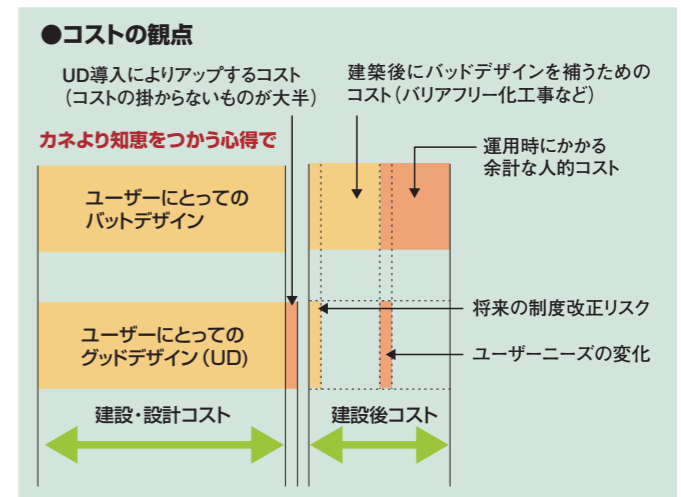 ●コストの観点
UD導入によりアップするコスト
（コストの掛からないものが大半）
建築後にバッドデザインを補うための
コスト（バリアフリー化工事など）
カネより知恵をつかう心得で
運用時にかかる
余計な人的コスト
ユーザーにとっての
バットデザイン
将来の制度改正リスク
ユーザーにとっての
グッドデザイン（UD)
ユーザーニーズの変化
建設・設計コスト
建設後コスト